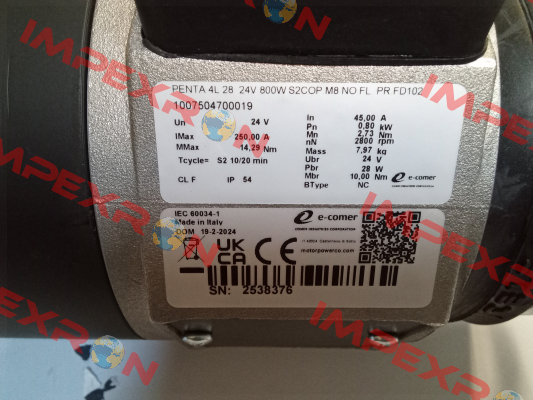 PENTA 4L 28 24V 800W S2COP M8 NO FL PR FD102
1007504700019
Un 24 V
IMax 250,00 A
MMax 14,29 Nm
Tcycle= S2 10/20 min
CL F IP 54
In 45,00 A
Pn 0,80 kW
Mn 2,73 Nm
nN 2800 rpm
Mass 7,97 kg
Ubr 24 V
Pbr 28 W
Mbr 10,00 Nm
BType NC
e-comer
IEC 60034-1
Made in Italy
DOM 19-2-2024
UK
CA
CE
e-comer
COMER INDUSTRIES CORPORATION
motorpowerco.com
SN: 2538376
IMPEXRON
IMPEXRON
IMPEXRON
IMPEXRON